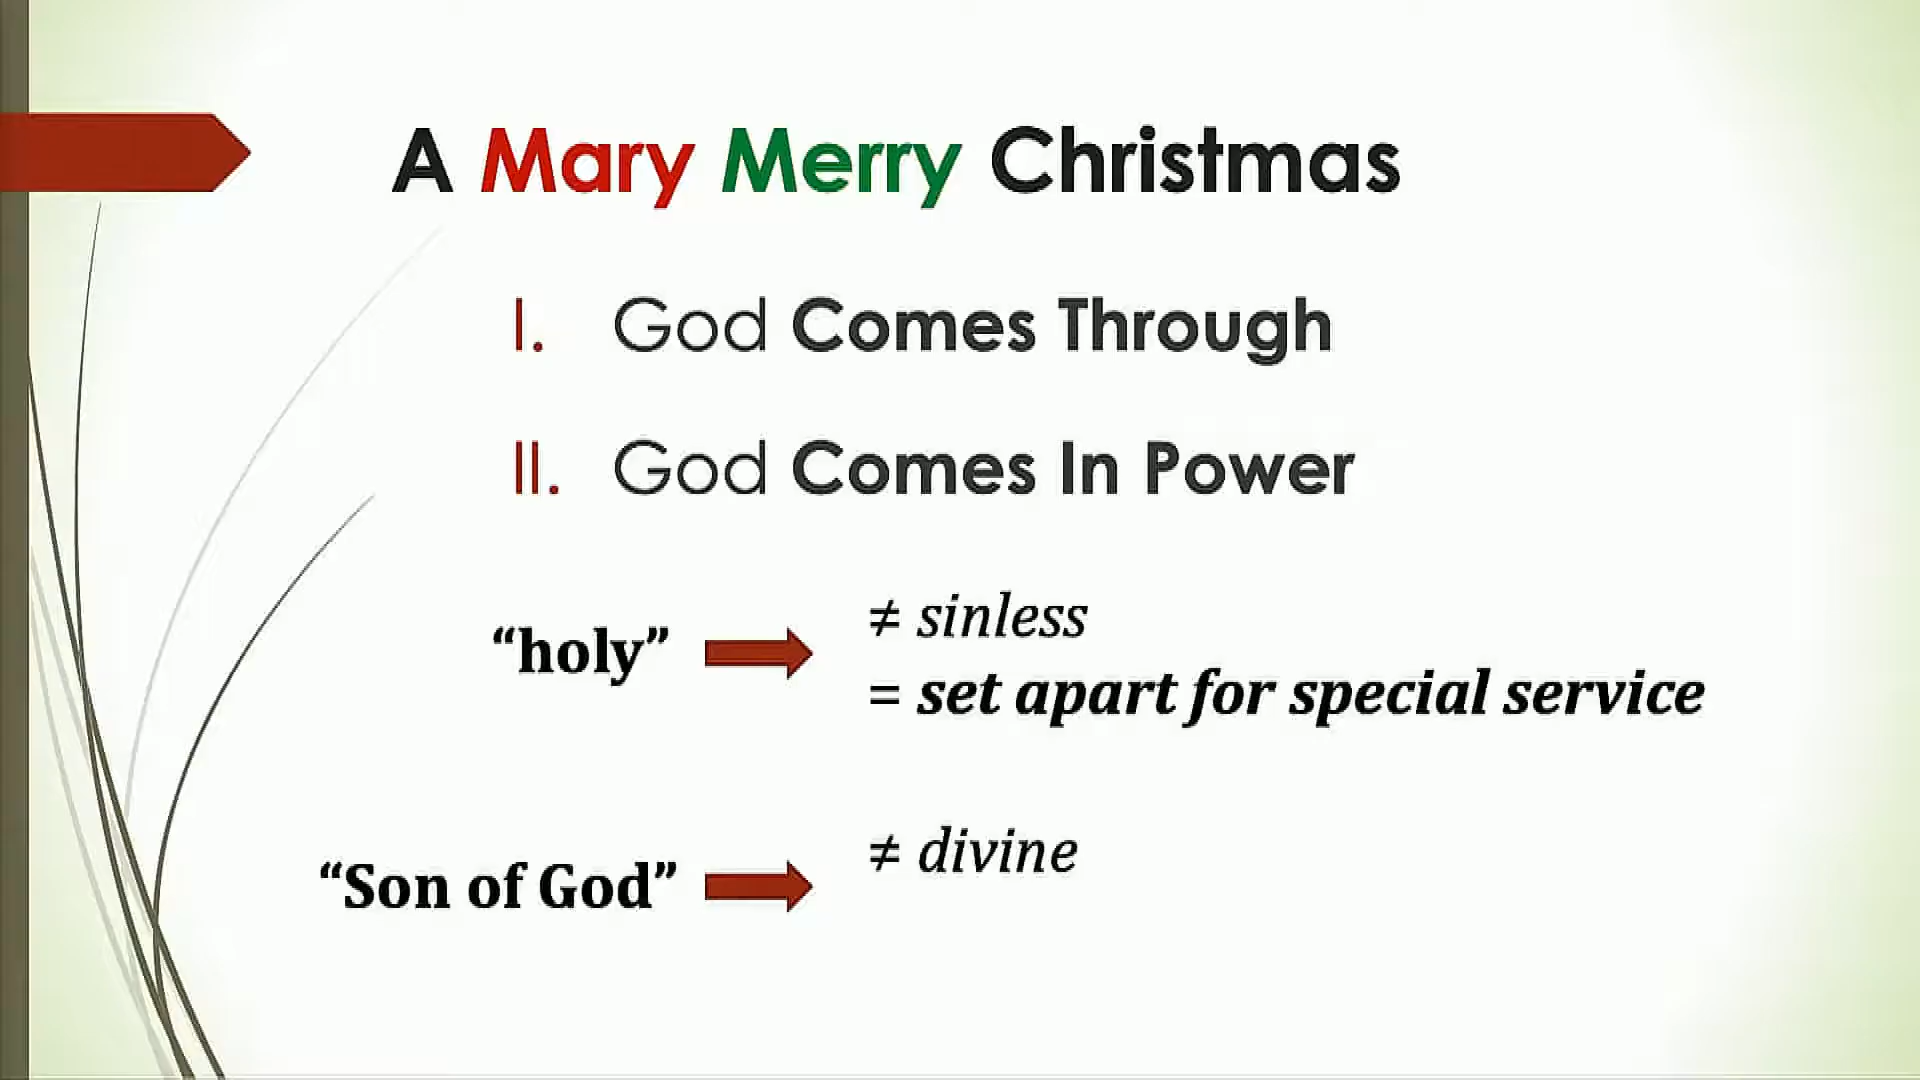 A Mary Merry Christmas
I. God Comes Through
II. God Comes In Power
≠ sinless
“holy”
= set apart for special service
≠ divine
“Son of God”